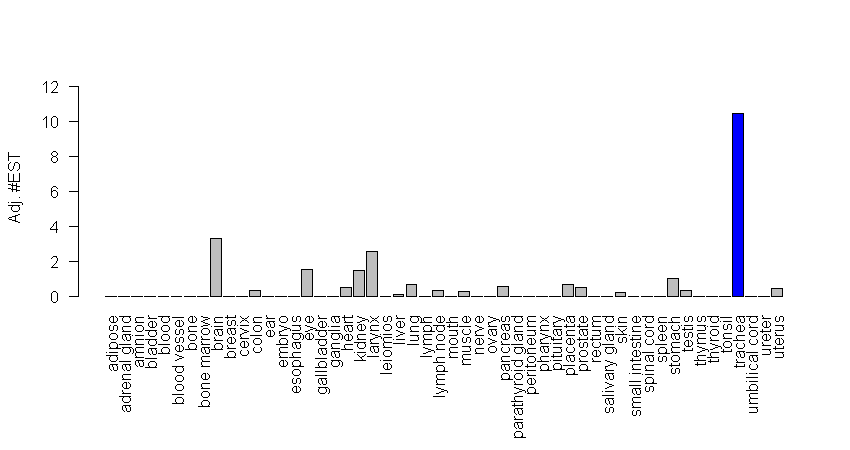 12
10
8
6
4
2
0
Adj. #EST
adipose
adrenal gland
amnion
bladder
blood
blood vessel
bone
bone marrow
brain
breast
cervix
colon
ear
embryo
esophagus
eye
gallbladder
ganglia
heart
kidney
larynx
leiomios
liver
lung
lymph
lymph node
mouth
muscle
nerve
ovary
pancreas
parathyroid gland
peritoneum
pharynx
pituitary
placenta
prostate
rectum
salivary gland
skin
small intestine
spinal cord
spleen
stomach
testis
thymus
thyroid
tonsil
trachea
umbilical cord
ureter
uterus